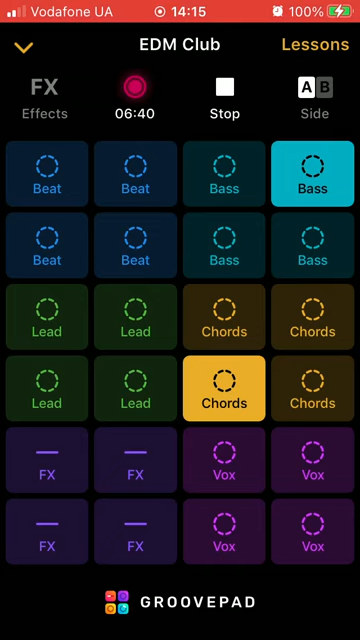 Vodafone UA 14:15 100%
EDM Club Lessons
FX A B
Effects 06:40 Stop Side
Beat Beat Bass Bass
Beat Beat Bass Bass
Lead Lead Chords Chords
Lead Lead Chords Chords
FX FX Vox Vox
FX FX Vox Vox
GROOVEPAD